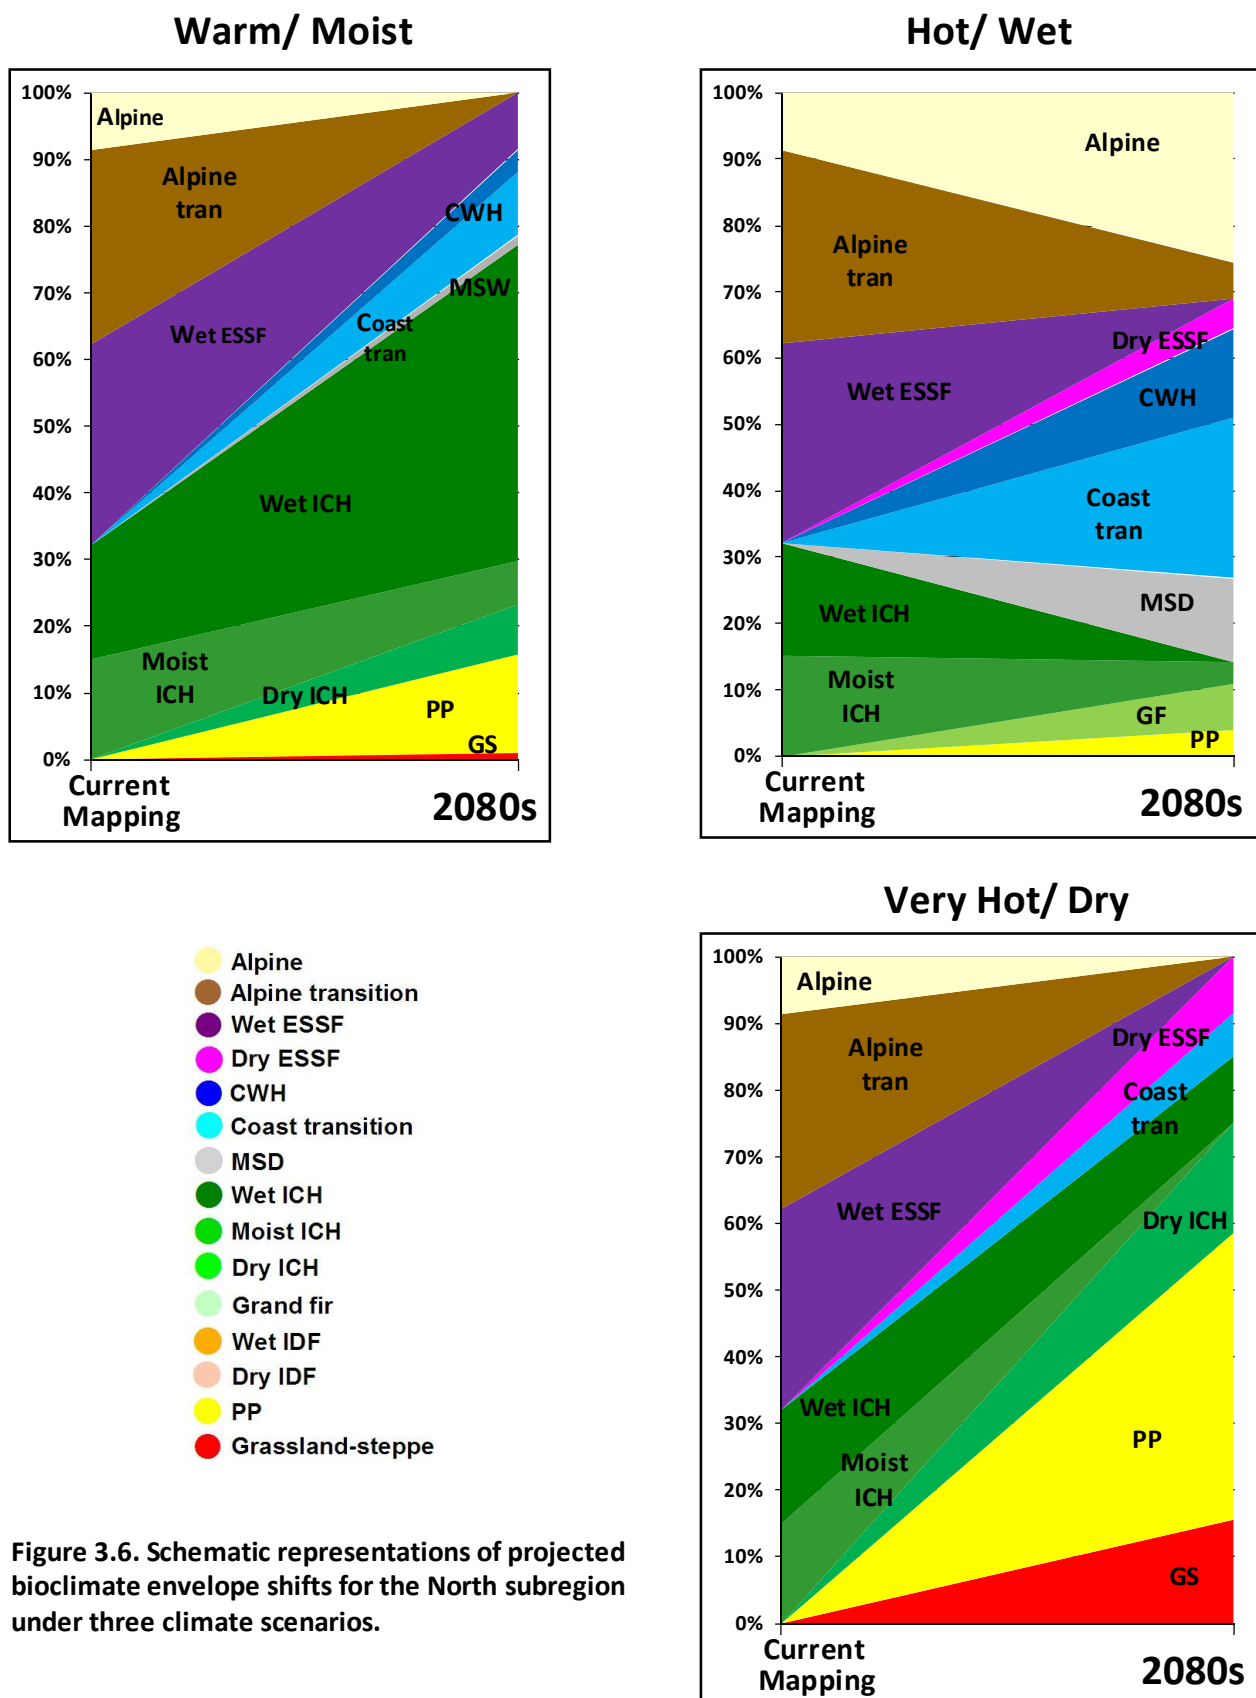 Warm/ Moist
100%
90%
80%
70%
60%
50%
40%
30%
20%
10%
0%
Alpine
Alpine
tran
Wet ESSF
CWH
MSW
Coast
tran
Wet ICH
Moist
ICH
Dry ICH
PP
GS
Current
Mapping
2080s
Hot/ Wet
100%
90%
80%
70%
60%
50%
40%
30%
20%
10%
0%
Alpine
Alpine
tran
Dry ESSF
Wet ESSF
CWH
Coast
tran
MSD
Wet ICH
Moist
ICH
GF
PP
Current
Mapping
2080s
Very Hot/ Dry
100%
90%
80%
70%
60%
50%
40%
30%
20%
10%
0%
Alpine
Alpine
tran
Dry ESSF
Coast
tran
Wet ESSF
Dry ICH
Wet ICH
Moist
ICH
PP
GS
Current
Mapping
2080s
Alpine
Alpine transition
Wet ESSF
Dry ESSF
CWH
Coast transition
MSD
Wet ICH
Moist ICH
Dry ICH
Grand fir
Wet IDF
Dry IDF
PP
Grassland-steppe
Figure 3.6. Schematic representations of projected
bioclimate envelope shifts for the North subregion
under three climate scenarios.